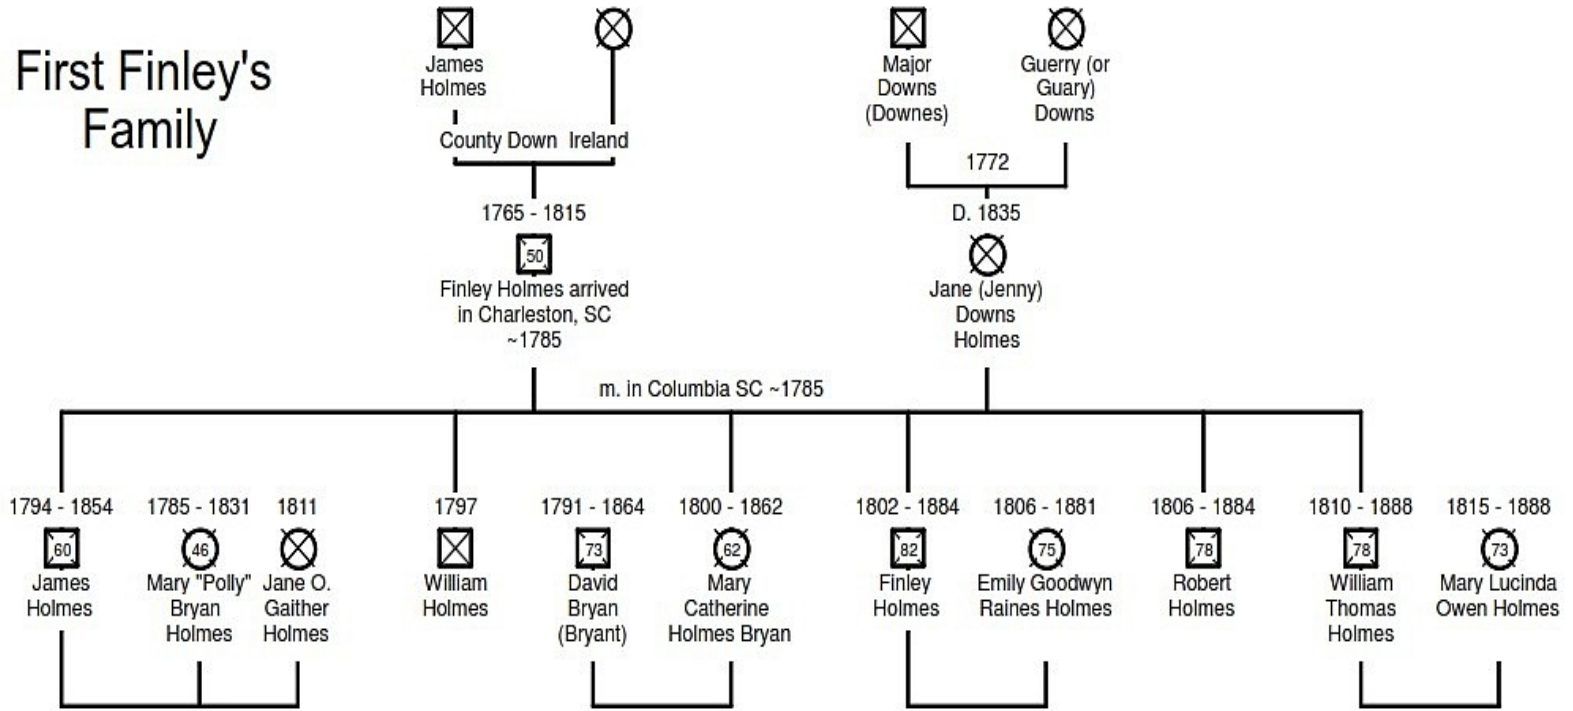 First Finley's
Family
James
Holmes
County Down Ireland
Major
Downs
(Downes)
Guerry (or
Guary)
Downs
1772
1765 - 1815
50
Finley Holmes arrived
in Charleston, SC
~1785
D. 1835
Jane (Jenny)
Downs
Holmes
m. in Columbia SC ~1785
1794 - 1854
60
James
Holmes
1785 - 1831
46
Mary "Polly"
Bryan
Holmes
1811
Jane O.
Gaither
Holmes
1797
William
Holmes
1791 - 1864
73
David
Bryan
(Bryant)
1800 - 1862
62
Mary
Catherine
Holmes Bryan
1802 - 1884
82
Finley
Holmes
1806 - 1881
75
Emily Goodwyn
Raines Holmes
1806 - 1884
78
Robert
Holmes
1810 - 1888
78
William
Thomas
Holmes
1815 - 1888
73
Mary Lucinda
Owen Holmes